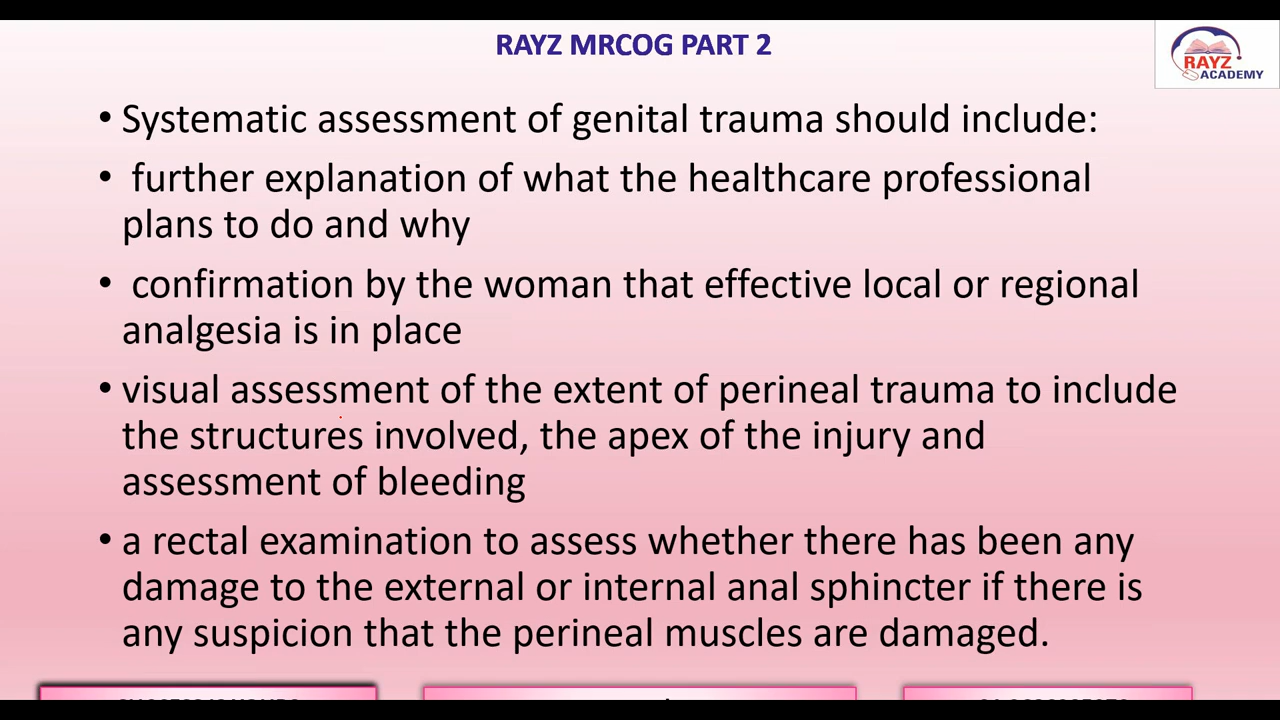 RAYZ MRCOG PART 2
RAYZ
ACADEMY
• Systematic assessment of genital trauma should include:
• further explanation of what the healthcare professional
plans to do and why
• confirmation by the woman that effective local or regional
analgesia is in place
• visual assessment of the extent of perineal trauma to include
the structures involved, the apex of the injury and
assessment of bleeding
• a rectal examination to assess whether there has been any
damage to the external or internal anal sphincter if there is
any suspicion that the perineal muscles are damaged.